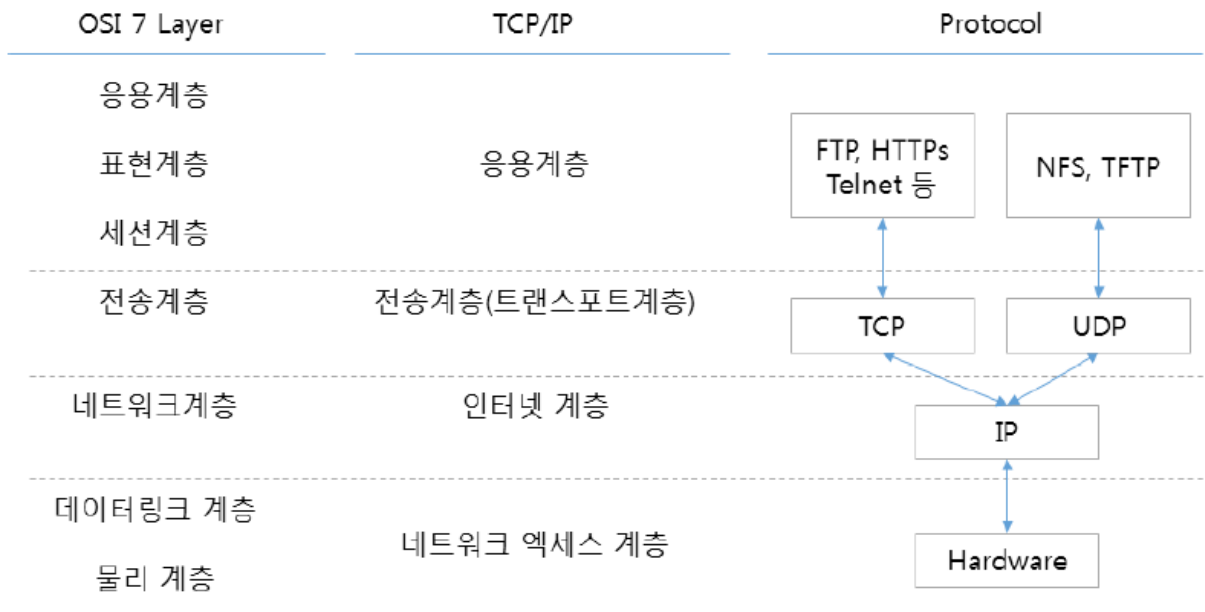 OSI 7 Layer
TCP/IP
Protocol
응용계층
표현계층
세션계층
응용계층
FTP, HTTPs
Telnet 등
NFS, TFTP
전송계층
전송계층(트랜스포트계층)
TCP
UDP
네트워크계층
인터넷 계층
IP
데이터링크 계층
물리 계층
네트워크 엑세스 계층
Hardware